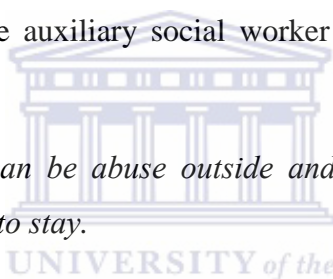 e auxiliary social worker
an be abuse outside and
to stay.
UNIVERSITY of the